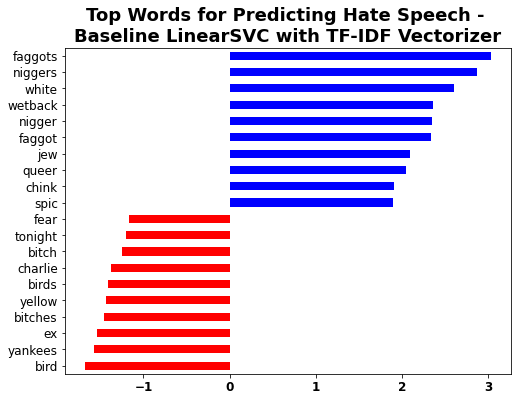 Top Words for Predicting Hate Speech -
Baseline LinearSVC with TF-IDF Vectorizer
faggots
niggers
white
wetback
nigger
faggot
jew
queer
chink
spic
fear
tonight
bitch
charlie
birds
yellow
bitches
ex
yankees
bird
−1 0 1 2 3